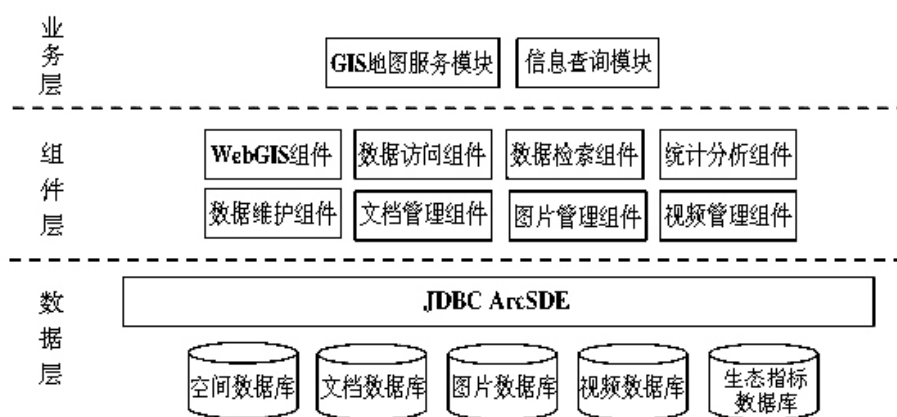 业务层
GIS地图服务模块
信息查询模块
组件层
WebGIS组件
数据访问组件
数据检索组件
统计分析组件
数据维护组件
文档管理组件
图片管理组件
视频管理组件
数据层
JDBC ArcSDE
空间数据库
文档数据库
图片数据库
视频数据库
生态指标
数据库